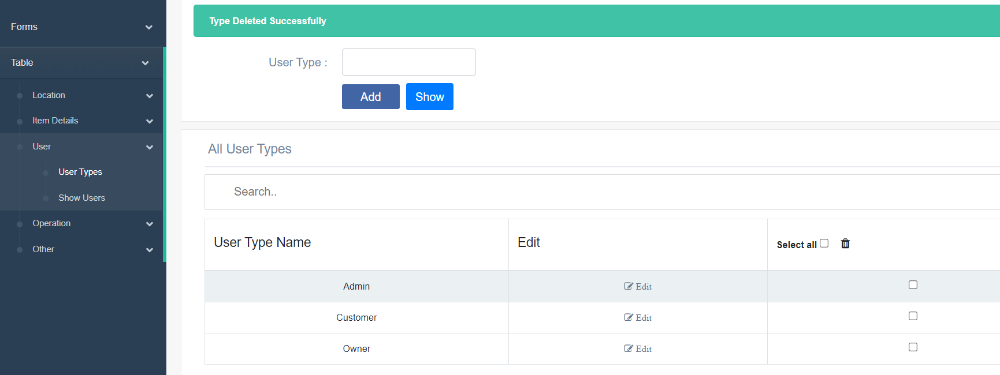 Forms
Table
Location
Item Details
User
User Types
Show Users
Operation
Other
Type Deleted Successfully
User Type :
Add Show
All User Types
Search..
User Type Name Edit Select all
Admin Edit
Customer Edit
Owner Edit